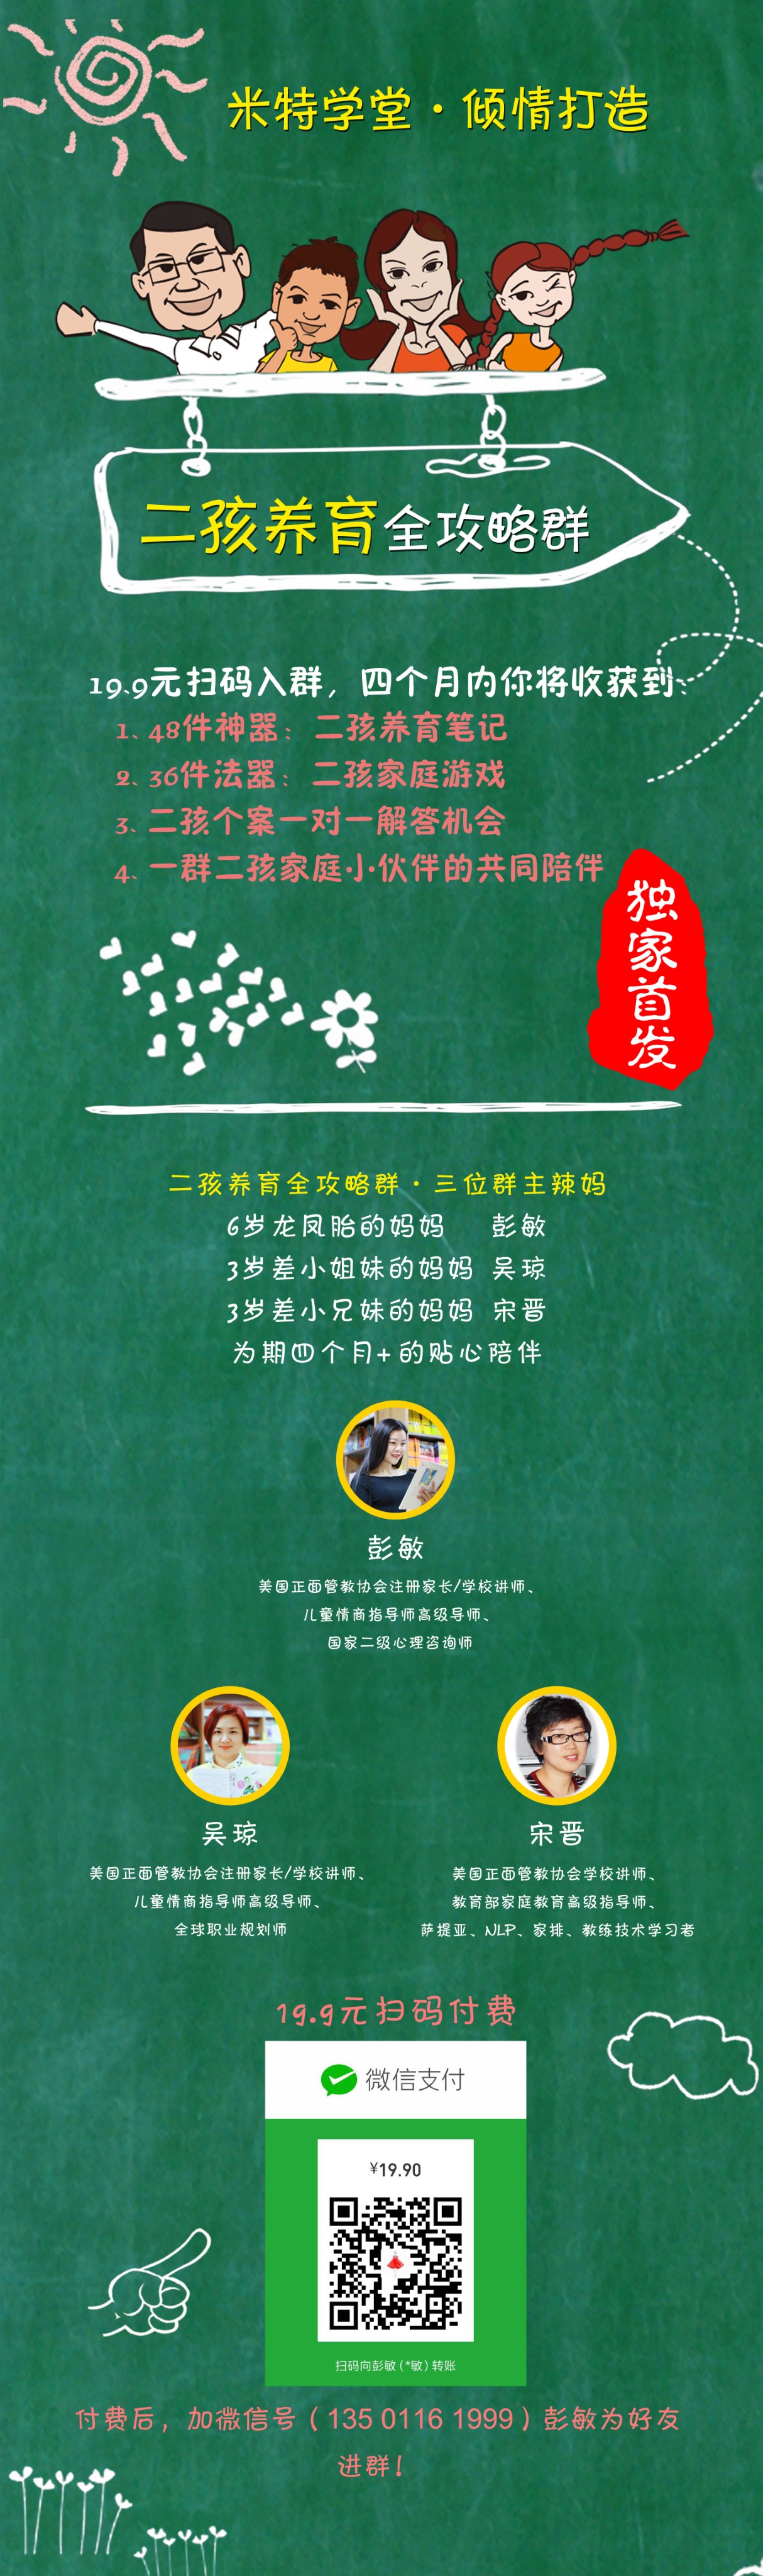 米特学堂·倾情打造
二孩养育全攻略群
19.9元扫码入群，四个月内你将收获到：
1、48件神器：二孩养育笔记
2、36件法器：二孩家庭游戏
3、二孩个案一对一解答机会
4、一群二孩家庭小伙伴的共同陪伴
独家首发
二孩养育全攻略群·三位群主辣妈
6岁龙凤胎的妈妈 彭敏
3岁差小姐妹的妈妈 吴琼
3岁差小兄妹的妈妈 宋晋
为期四个月+的贴心陪伴
彭敏
美国正面管教协会注册家长/学校讲师、
儿童情商指导师高级导师、
国家二级心理咨询师
吴琼
美国正面管教协会注册家长/学校讲师、
儿童情商指导师高级导师、
全球职业规划师
宋晋
美国正面管教协会学校讲师、
教育部家庭教育高级指导师、
萨提亚、NLP、家排、教练技术学习者
19.9元扫码付费
微信支付
¥19.90
扫码向彭敏(*敏)转账
付费后，加微信号（135 0116 1999）彭敏为好友
进群！